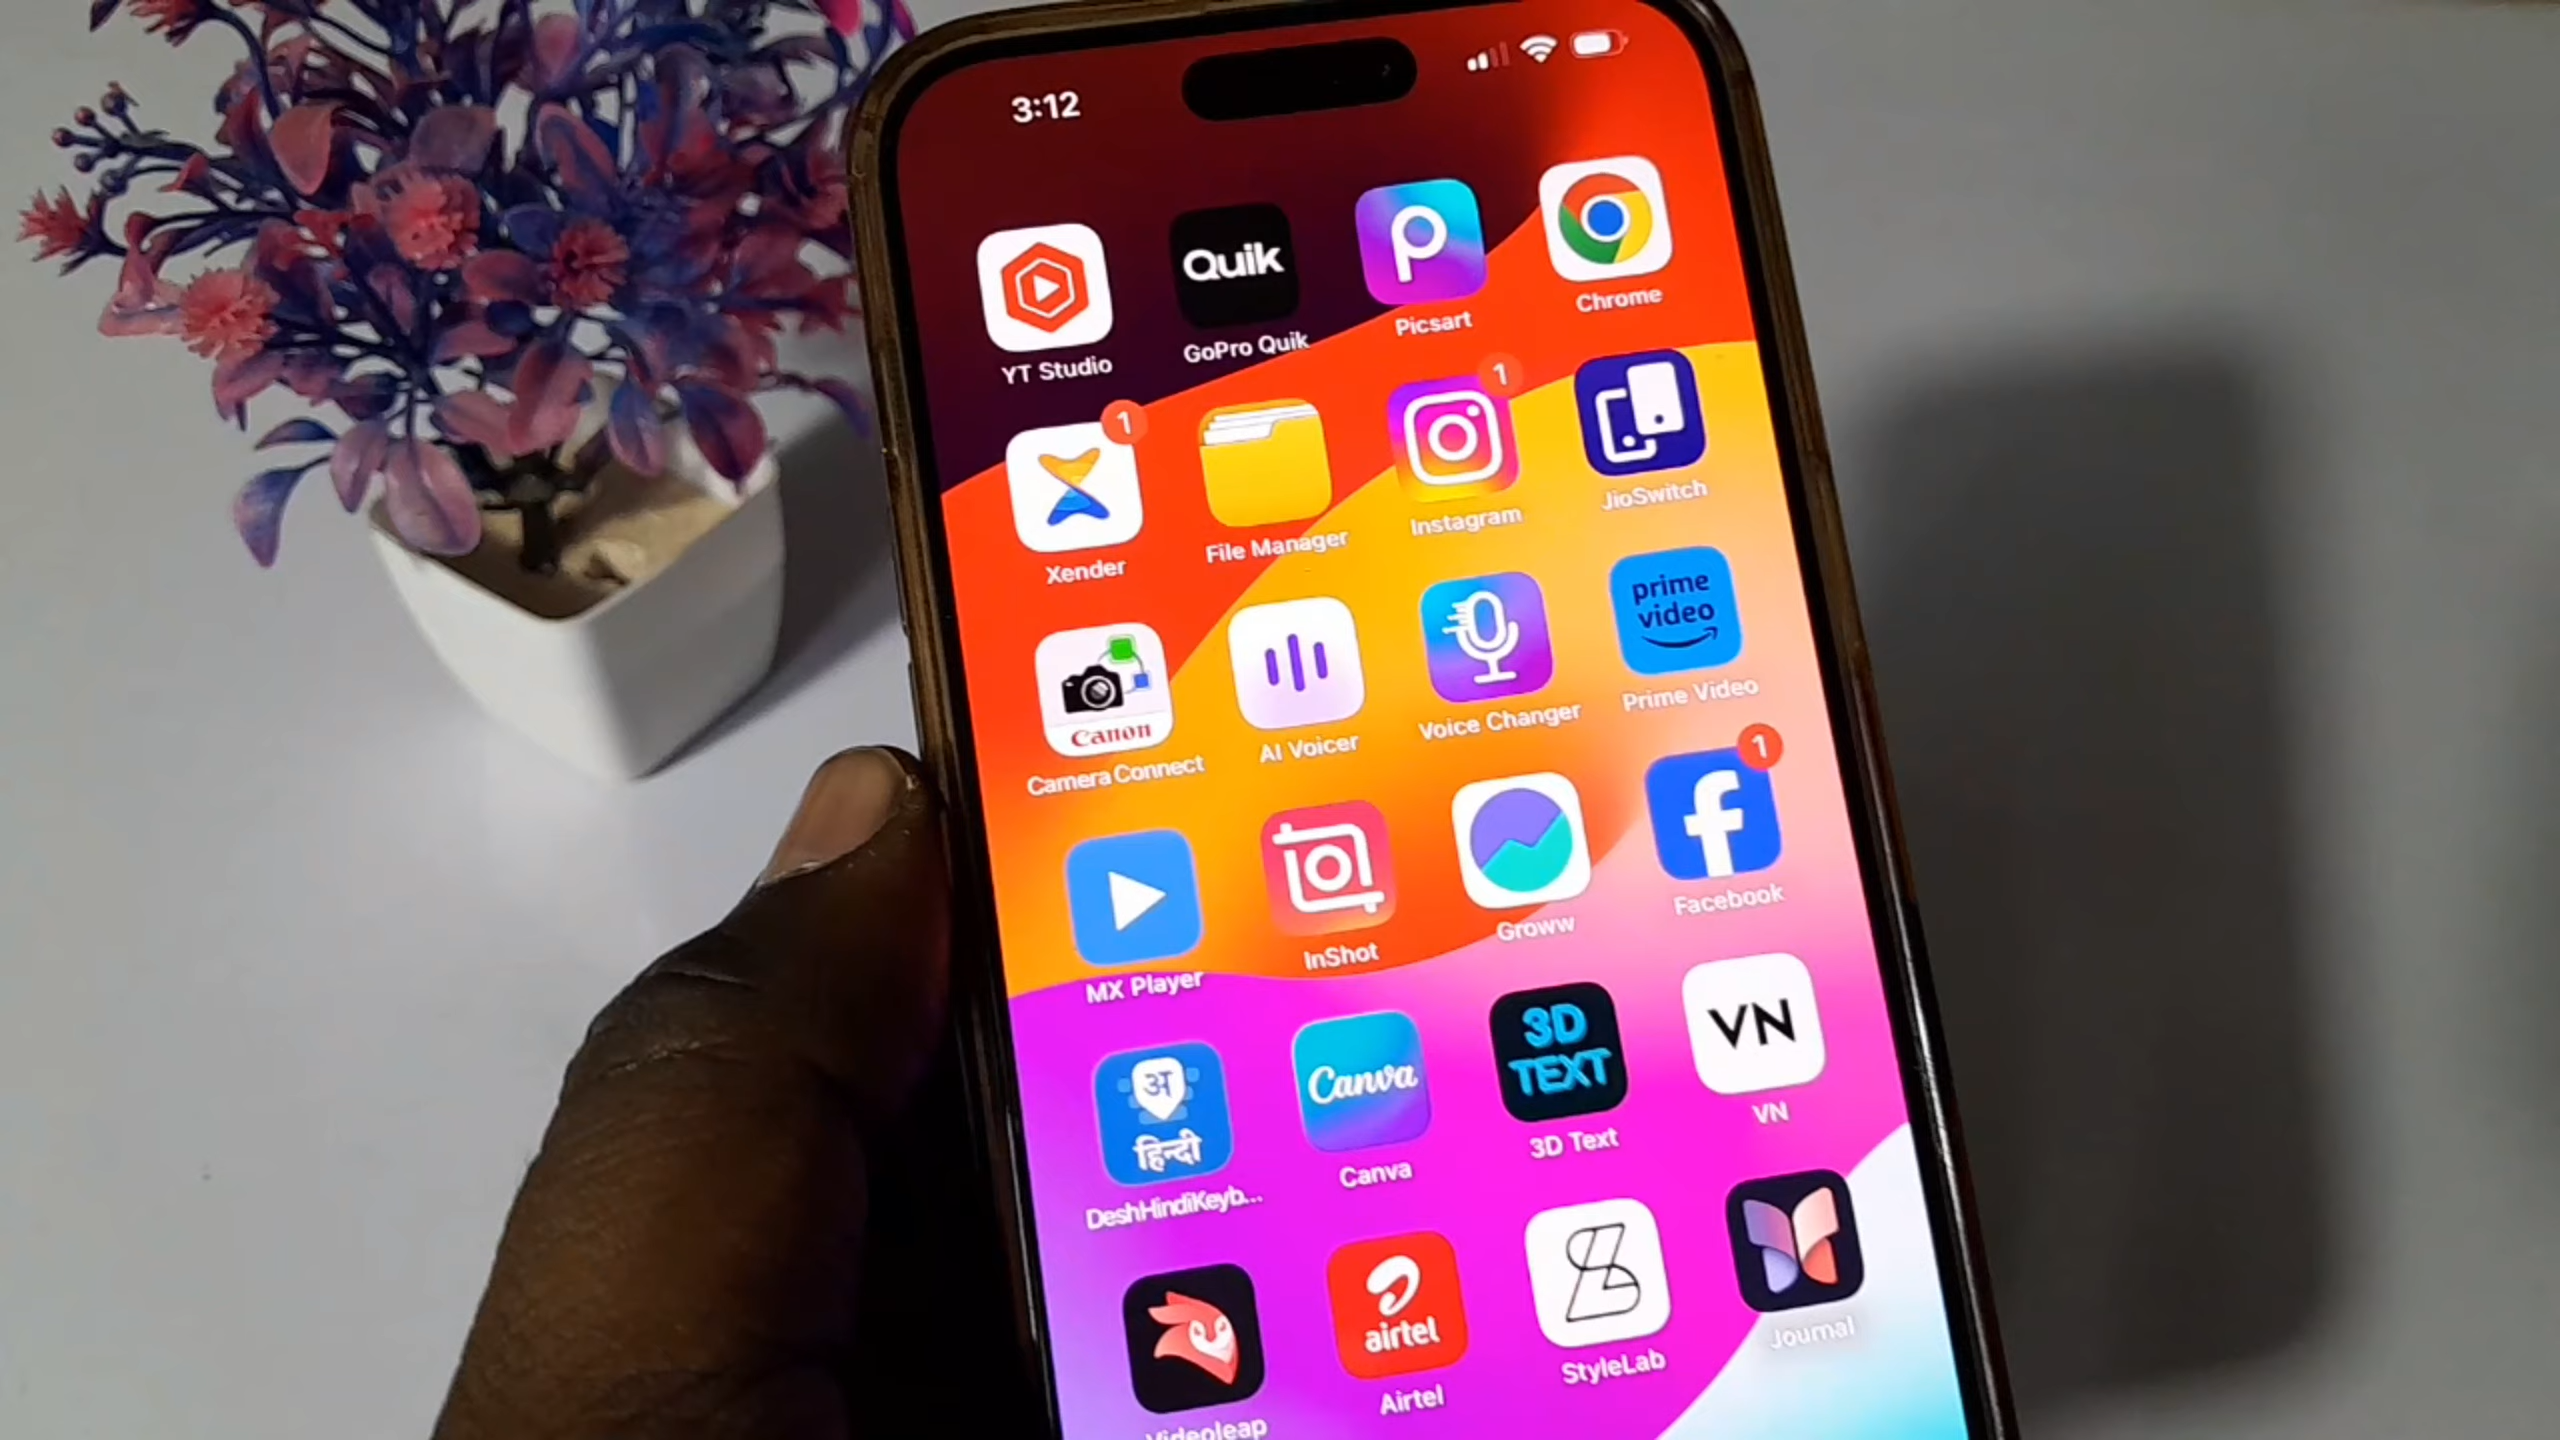 3:12
Quik
YT Studio
GoPro Quik
Picsart
Chrome
1
1
Xender
File Manager
Instagram
JioSwitch
Canon
prime
video
Camera Connect
AI Voicer
Voice Changer
Prime Video
1
MX Player
InShot
Groww
Facebook
अ
हिन्दी
Canva
3D
TEXT
VN
DeshHindiKeyb...
Canva
3D Text
VN
airtel
Videoleap
Airtel
StyleLab
Journal